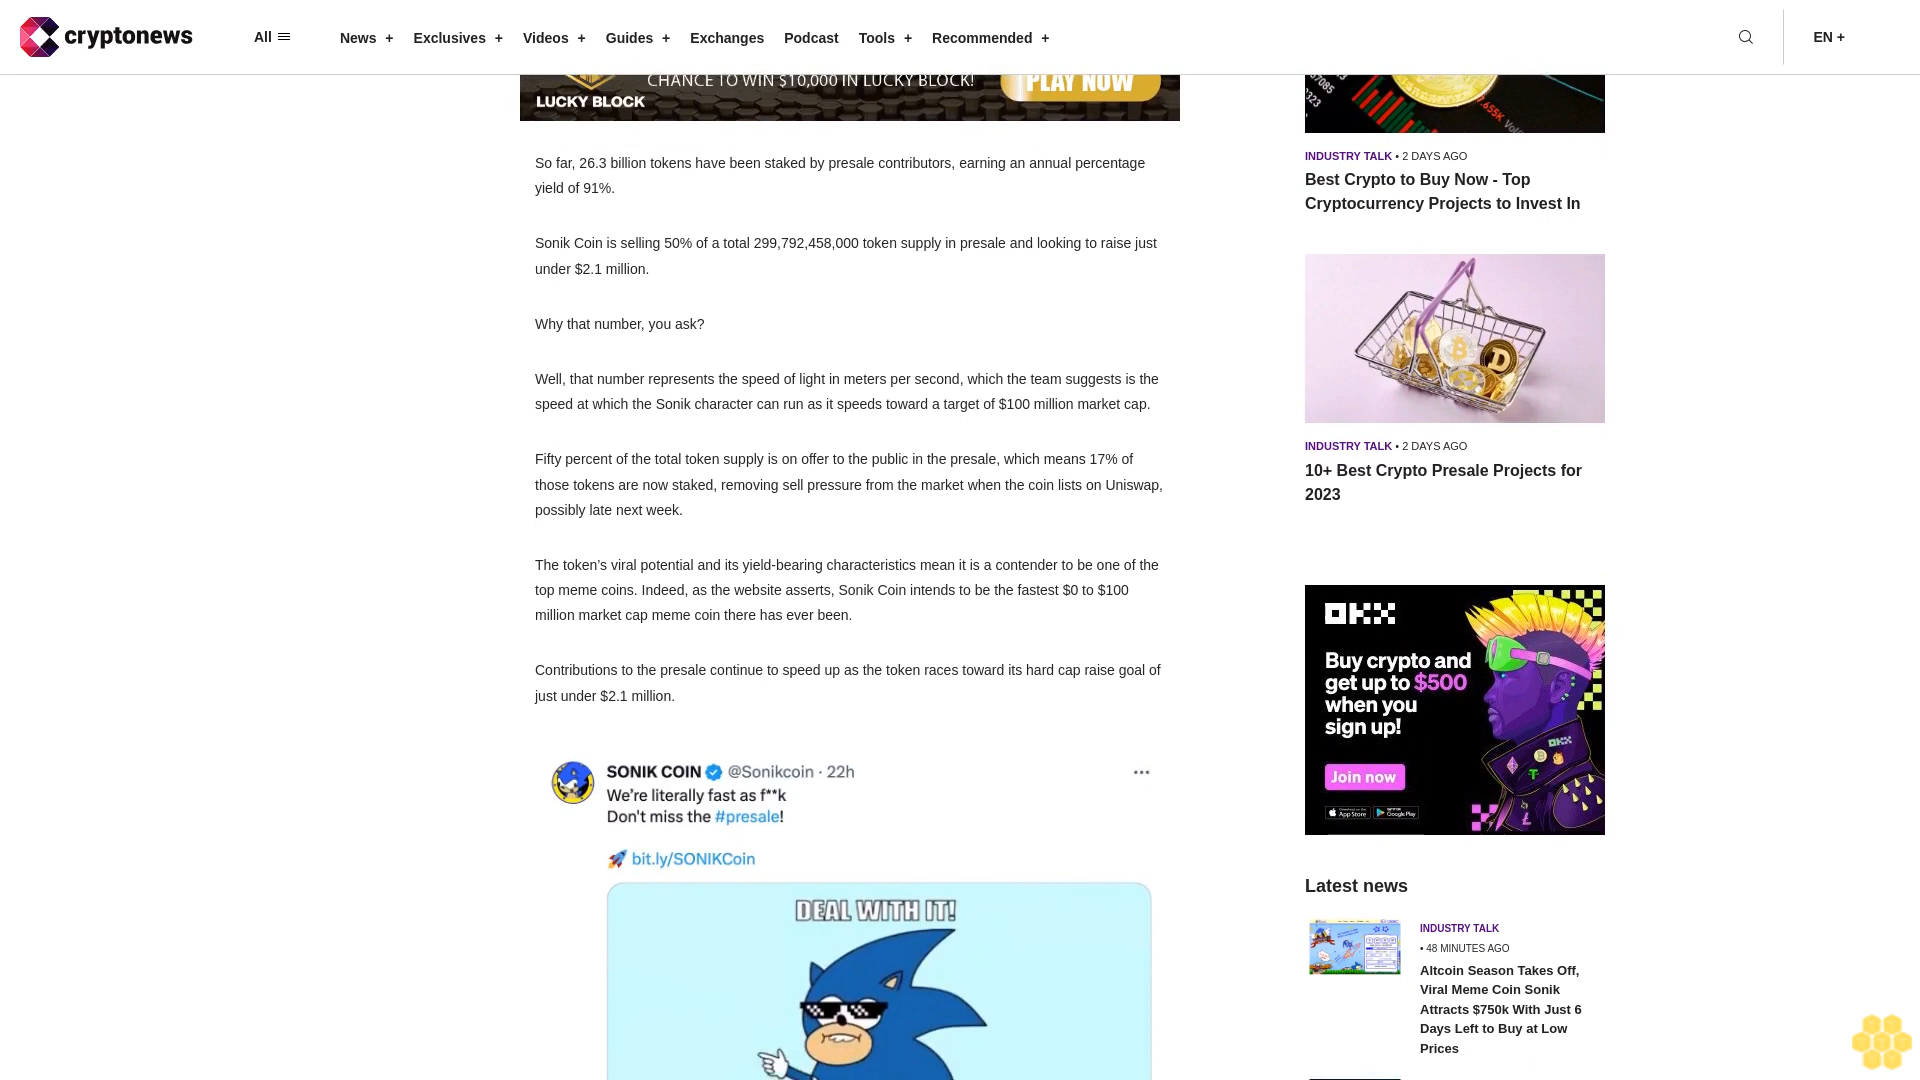 cryptonews
All
News +
Exclusives +
Videos +
Guides +
Exchanges
Podcast
Tools +
Recommended +
EN +
CHANCE TO WIN $10,000 IN LUCKY BLOCK!
PLAY NOW
LUCKY BLOCK
So far, 26.3 billion tokens have been staked by presale contributors, earning an annual percentage
yield of 91%.
Sonik Coin is selling 50% of a total 299,792,458,000 token supply in presale and looking to raise just
under $2.1 million.
Why that number, you ask?
Well, that number represents the speed of light in meters per second, which the team suggests is the
speed at which the Sonik character can run as it speeds toward a target of $100 million market cap.
Fifty percent of the total token supply is on offer to the public in the presale, which means 17% of
those tokens are now staked, removing sell pressure from the market when the coin lists on Uniswap,
possibly late next week.
The token’s viral potential and its yield-bearing characteristics mean it is a contender to be one of the
top meme coins. Indeed, as the website asserts, Sonik Coin intends to be the fastest $0 to $100
million market cap meme coin there has ever been.
Contributions to the presale continue to speed up as the token races toward its hard cap raise goal of
just under $2.1 million.
SONIK COIN @Sonikcoin · 22h
We’re literally fast as f**k
Don't miss the #presale!
🚀 bit.ly/SONIKCoin
DEAL WITH IT!
INDUSTRY TALK • 2 DAYS AGO
Best Crypto to Buy Now - Top
Cryptocurrency Projects to Invest In
INDUSTRY TALK • 2 DAYS AGO
10+ Best Crypto Presale Projects for
2023
OKX
Buy crypto and
get up to $500
when you
sign up!
Join now
App Store
Google Play
Latest news
INDUSTRY TALK
• 48 MINUTES AGO
Altcoin Season Takes Off,
Viral Meme Coin Sonik
Attracts $750k With Just 6
Days Left to Buy at Low
Prices